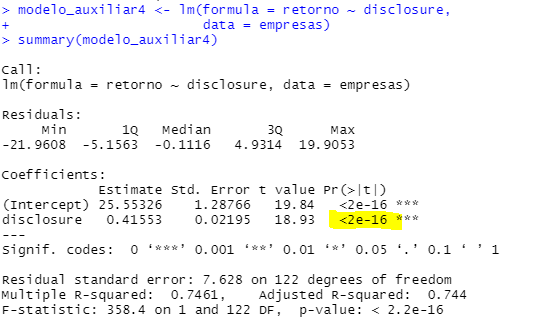 > modelo_auxiliar4 <- lm(formula = retorno ~ disclosure,
+                        data = empresas)
> summary(modelo_auxiliar4)

Call:
lm(formula = retorno ~ disclosure, data = empresas)

Residuals:
     Min       1Q   Median       3Q      Max
-21.9608  -5.1563  -0.1116   4.9314  19.9053

Coefficients:
            Estimate Std. Error t value Pr(>|t|)
(Intercept) 25.55326    1.28766   19.84   <2e-16 ***
disclosure   0.41553    0.02195   18.93   <2e-16 ***
---
Signif. codes:  0 ‘***’ 0.001 ‘**’ 0.01 ‘*’ 0.05 ‘.’ 0.1 ‘ ’ 1

Residual standard error: 7.628 on 122 degrees of freedom
Multiple R-squared:  0.7461,    Adjusted R-squared:  0.744
F-statistic: 358.4 on 1 and 122 DF,  p-value: < 2.2e-16